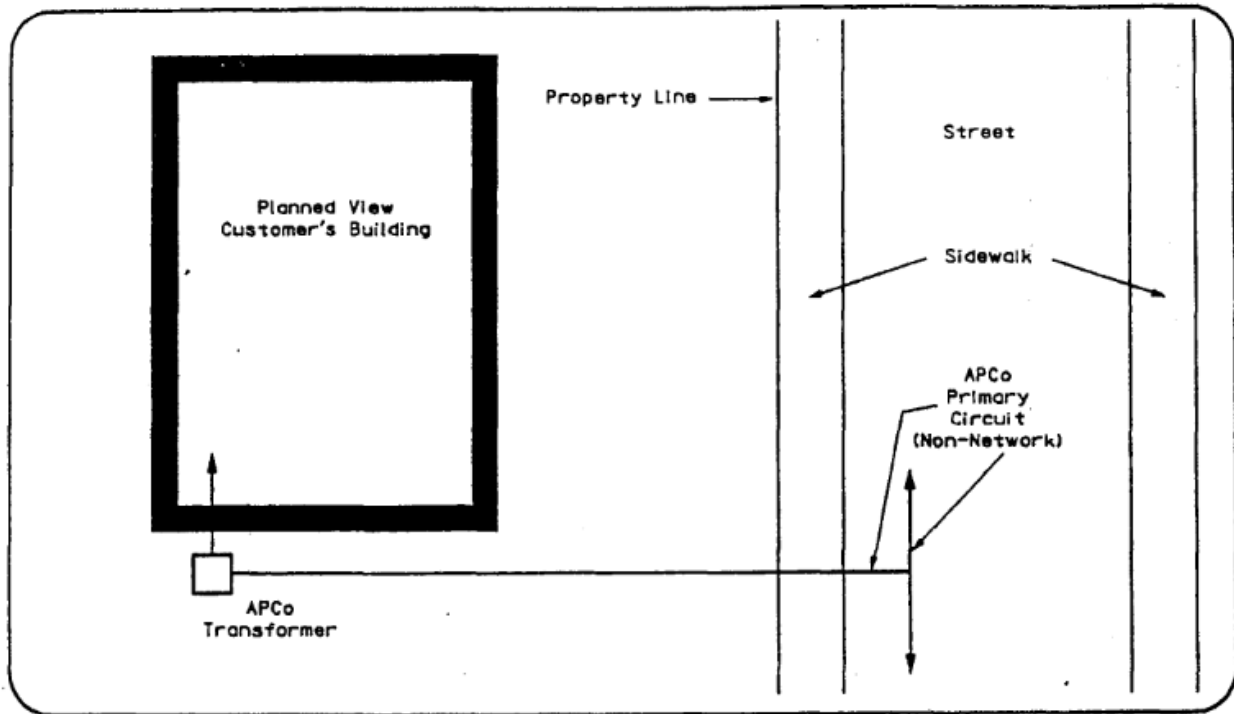 Property Line
Street
Planned View
Customer's Building
Sidewalk
APCo
Primary
Circuit
(Non-Network)
APCo
Transformer